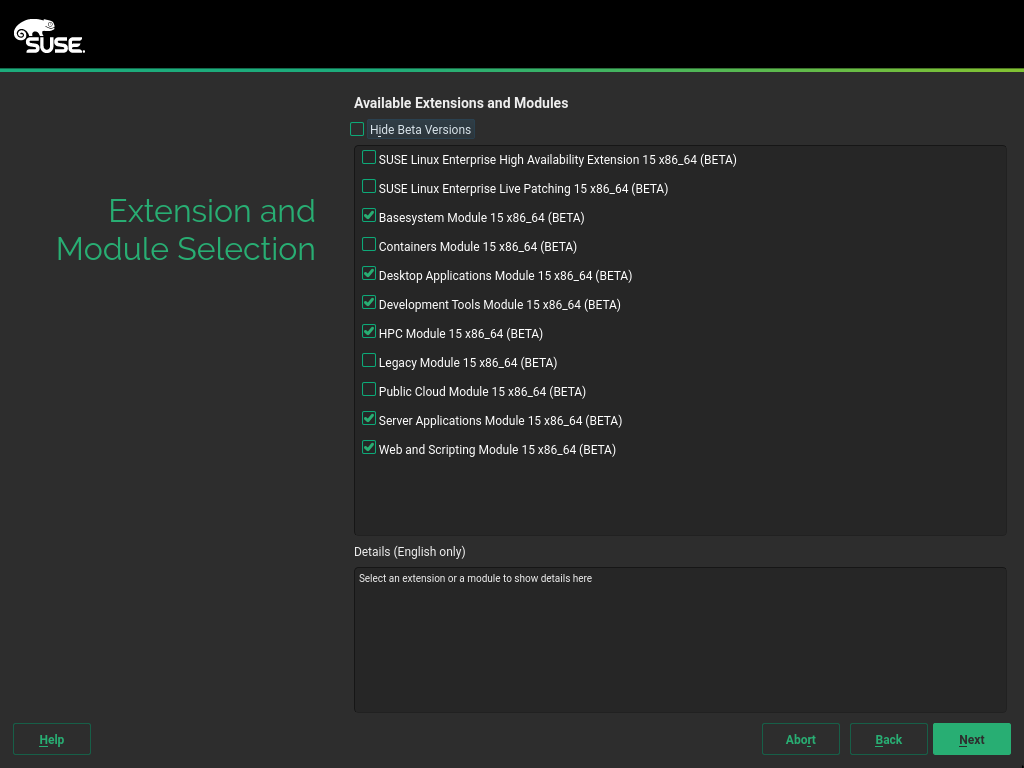 SUSE.
Extension and
Module Selection
Available Extensions and Modules
Hide Beta Versions
SUSE Linux Enterprise High Availability Extension 15 x86_64 (BETA)
SUSE Linux Enterprise Live Patching 15 x86_64 (BETA)
Basesystem Module 15 x86_64 (BETA)
Containers Module 15 x86_64 (BETA)
Desktop Applications Module 15 x86_64 (BETA)
Development Tools Module 15 x86_64 (BETA)
HPC Module 15 x86_64 (BETA)
Legacy Module 15 x86_64 (BETA)
Public Cloud Module 15 x86_64 (BETA)
Server Applications Module 15 x86_64 (BETA)
Web and Scripting Module 15 x86_64 (BETA)
Details (English only)
Select an extension or a module to show details here
Help
Abort
Back
Next